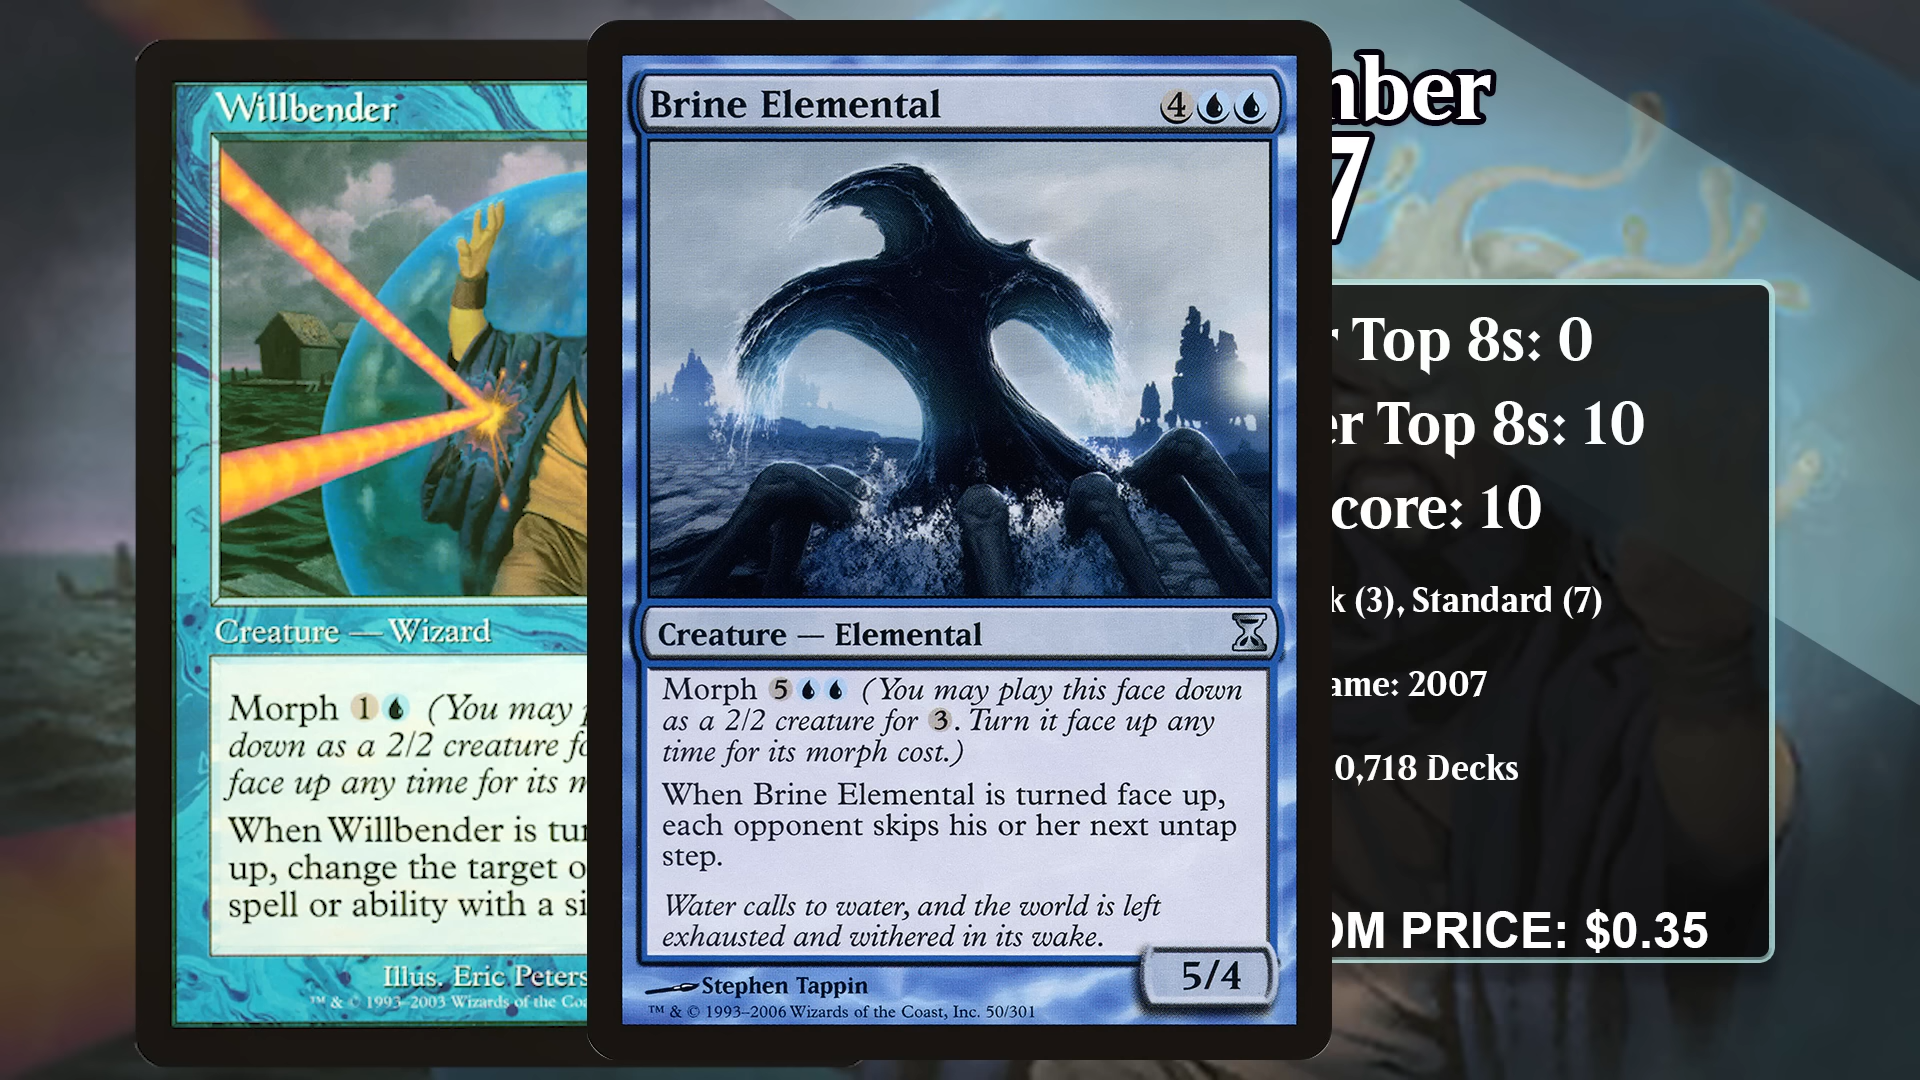 Willbender
Creature — Wizard
Morph 1 (You may
down as a 2/2 creature
face up any time for its
When Willbender is
up, change the target
spell or ability with a
Illus. Eric
™ & © 1993–2003 Wizards of the
Brine Elemental
4
Creature — Elemental
Morph 5 (You may play this face down
as a 2/2 creature for 3. Turn it face up any
time for its morph cost.)
When Brine Elemental is turned face up,
each opponent skips his or her next untap
step.
Water calls to water, and the world is left
exhausted and withered in its wake.
5/4
Stephen Tappin
™ & © 1993–2006 Wizards of the Coast, Inc. 50/301
mber
7
Top 8s: 0
er Top 8s: 10
core: 10
k (3), Standard (7)
ame: 2007
0,718 Decks
OM PRICE: $0.35